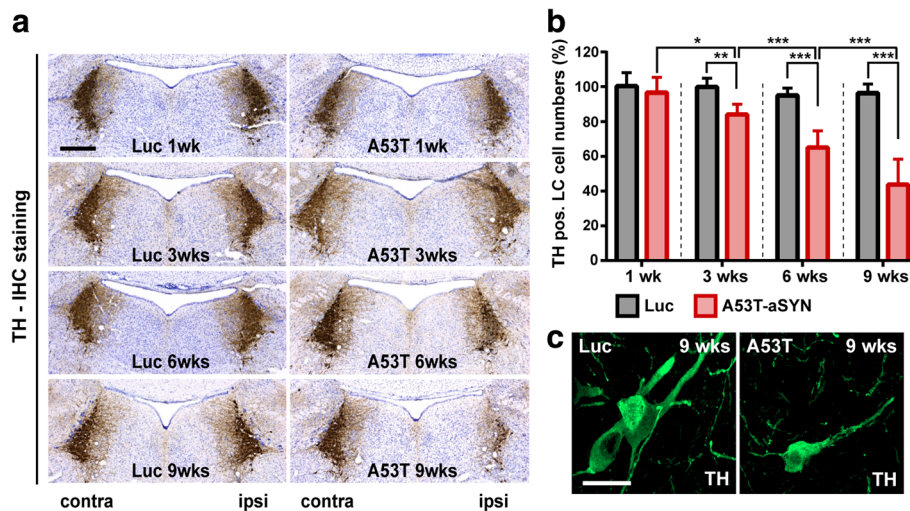 a
TH - IHC staining
Luc 1wk
A53T 1wk
Luc 3wks
A53T 3wks
Luc 6wks
A53T 6wks
Luc 9wks
A53T 9wks
contra
ipsi
contra
ipsi
b
TH pos. LC cell numbers (%)
120
100
80
60
40
20
0
*
***
***
**
***
***
1 wk
3 wks
6 wks
9 wks
Luc
A53T-aSYN
c
Luc
9 wks
TH
A53T
9 wks
TH